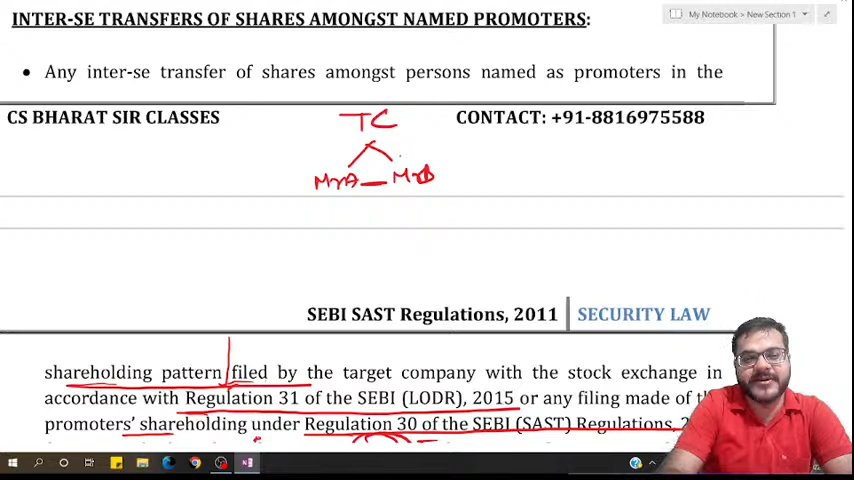 INTER-SE TRANSFERS OF SHARES AMONGST NAMED PROMOTERS:
My Notebook > New Section 1
• Any inter-se transfer of shares amongst persons named as promoters in the
CS BHARAT SIR CLASSES CONTACT: +91-8816975588
TC
MrA MrB
SEBI SAST Regulations, 2011 SECURITY LAW
shareholding pattern filed by the target company with the stock exchange in
accordance with Regulation 31 of the SEBI (LODR), 2015 or any filing made of
promoters' shareholding under Regulation 30 of the SEBI (SAST) Regulations,